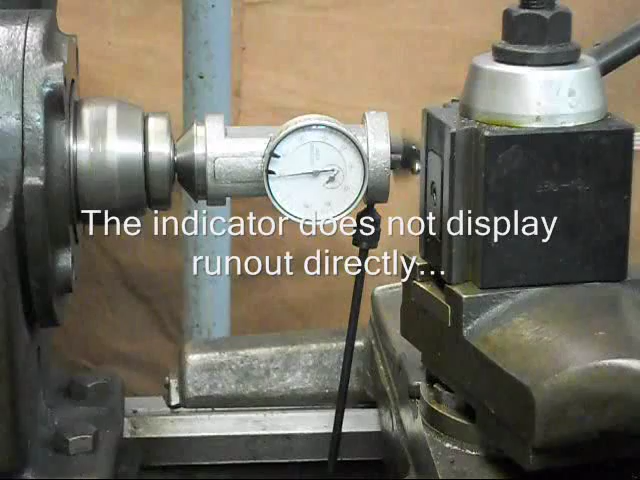 The indicator does not display
runout directly...